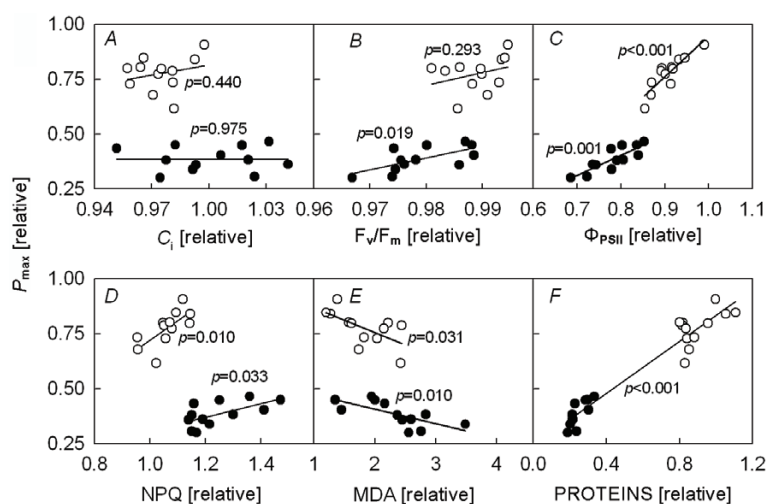 1.00
0.75
0.50
0.25
A
p=0.440
p=0.975
B
p=0.293
p=0.019
C
p<0.001
p=0.001
0.94 0.97 1.00 1.03 0.96 0.97 0.98 0.99 0.6 0.7 0.8 0.9 1.0 1.1
Ci [relative]
Fv/Fm [relative]
ΦPSII [relative]
Pmax [relative]
1.00
0.75
0.50
0.25
D
p=0.010
p=0.033
E
p=0.031
p=0.010
F
p<0.001
0.8 1.0 1.2 1.4 1 2 3 4 0.0 0.4 0.8 1.2
NPQ [relative]
MDA [relative]
PROTEINS [relative]